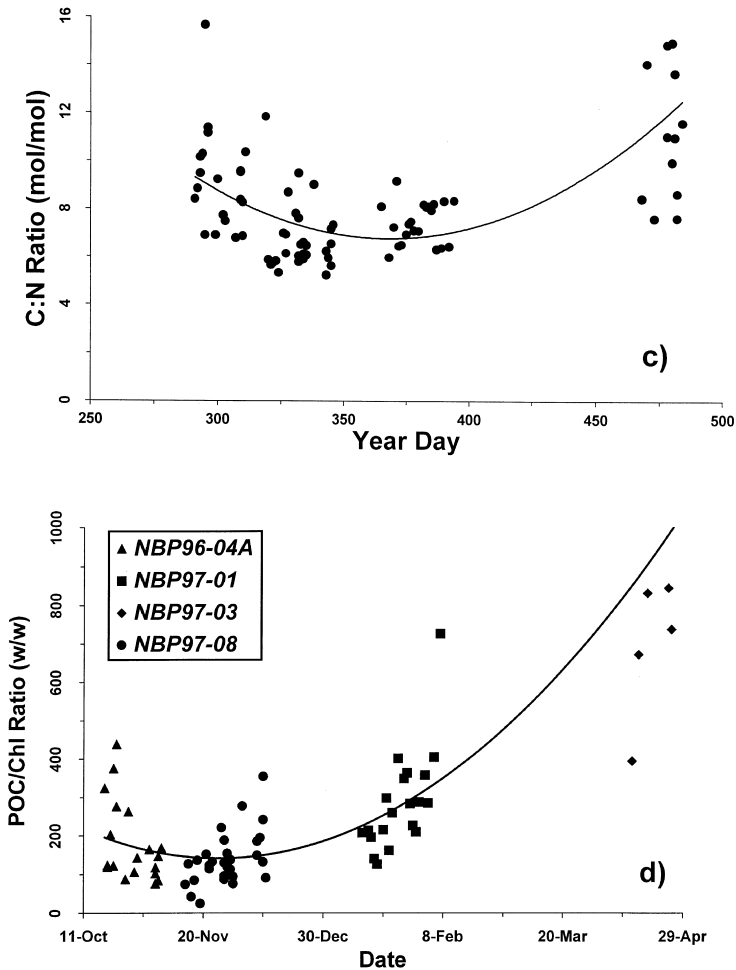 16
12
8
4
0
C:N Ratio (mol/mol)
c)
250 300 350 400 450 500
Year Day
1000
800
600
400
200
0
POC/Chl Ratio (w/w)
NBP96-04A
NBP97-01
NBP97-03
NBP97-08
d)
11-Oct 20-Nov 30-Dec 8-Feb 20-Mar 29-Apr
Date